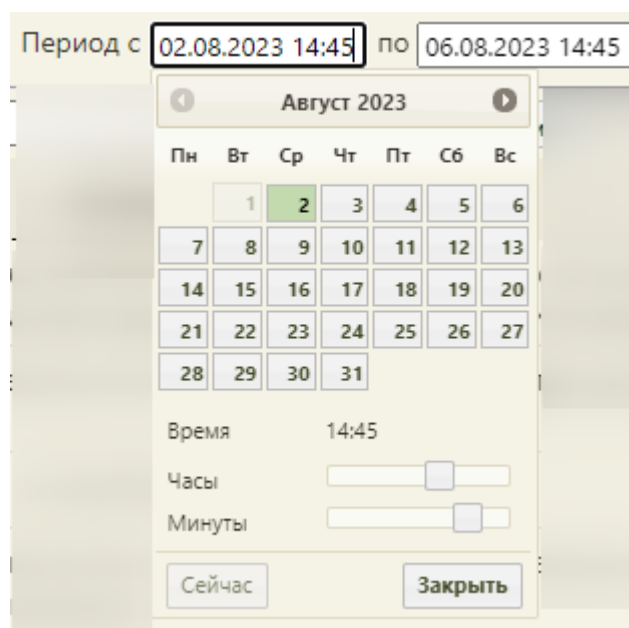 Период с 02.08.2023 14:45 по 06.08.2023 14:45
Август 2023
Пн Вт Ср Чт Пт Сб Вс
1 2 3 4 5 6
7 8 9 10 11 12 13
14 15 16 17 18 19 20
21 22 23 24 25 26 27
28 29 30 31
Время 14:45
Часы
Минуты
Сейчас Закрыть